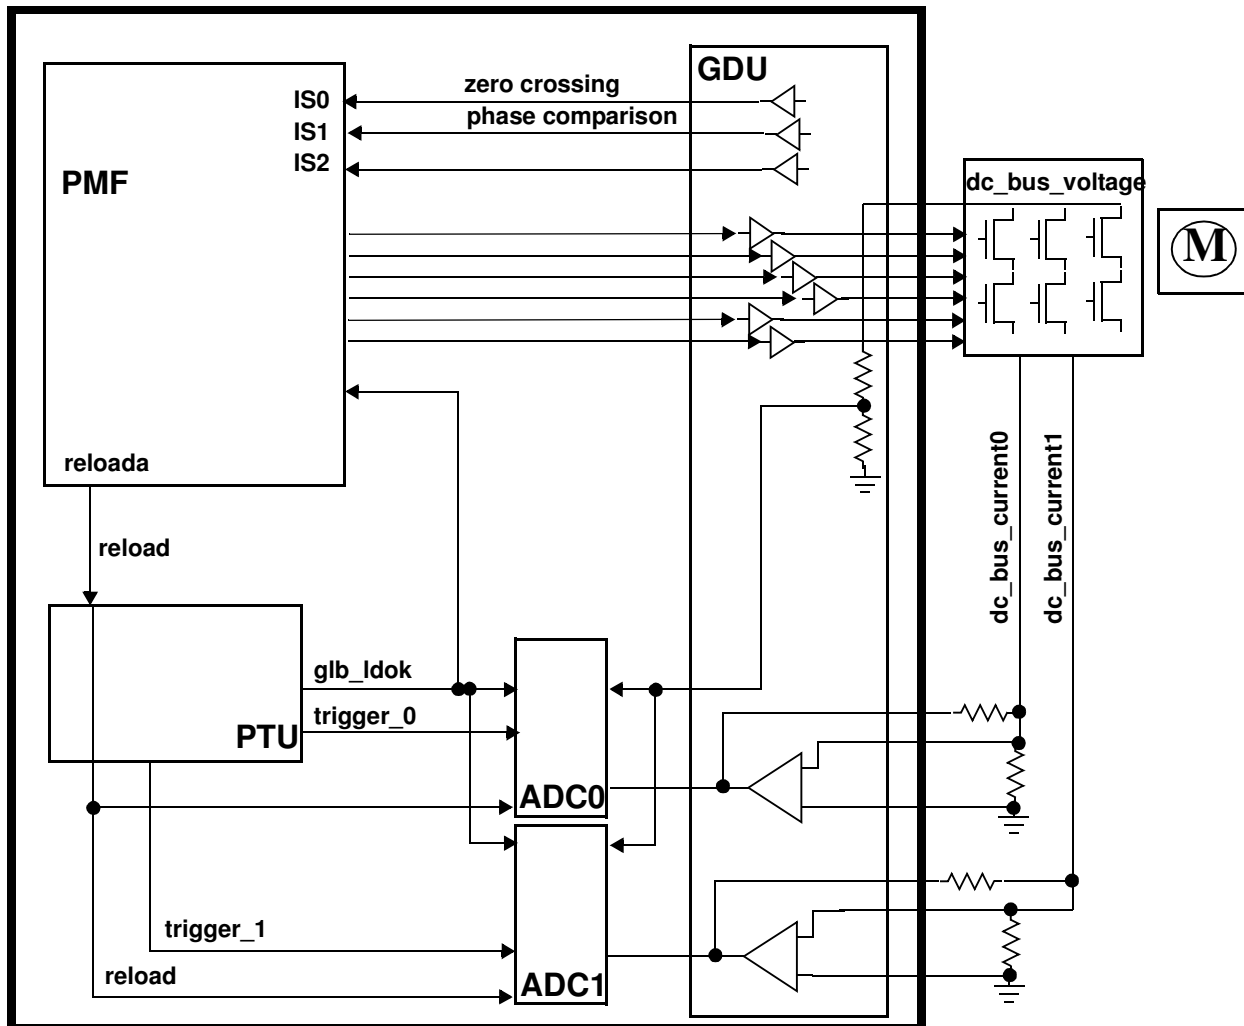 GDU
zero crossing
IS0
phase comparison
IS1
IS2
PMF
dc_bus_voltage
M
reloada
dc_bus_current0
dc_bus_current1
reload
glb_ldok
trigger_0
PTU
ADC0
trigger_1
reload
ADC1